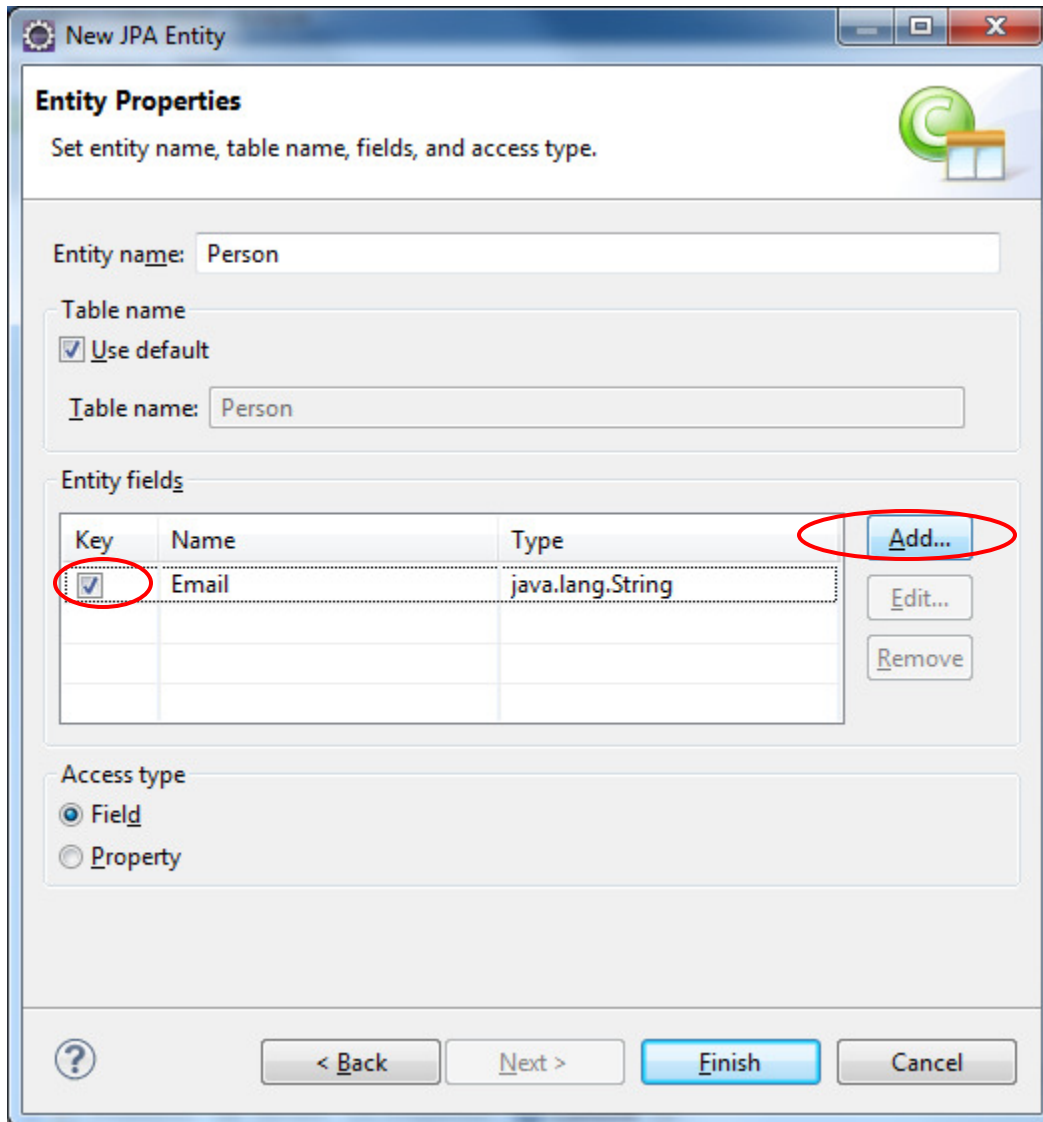 New JPA Entity
Entity Properties
Set entity name, table name, fields, and access type.
Entity name: Person
Table name
Use default
Table name: Person
Entity fields
Key Name Type
Add...
Email java.lang.String
Edit...
Remove
Access type
Field
Property
? < Back Next > Finish Cancel